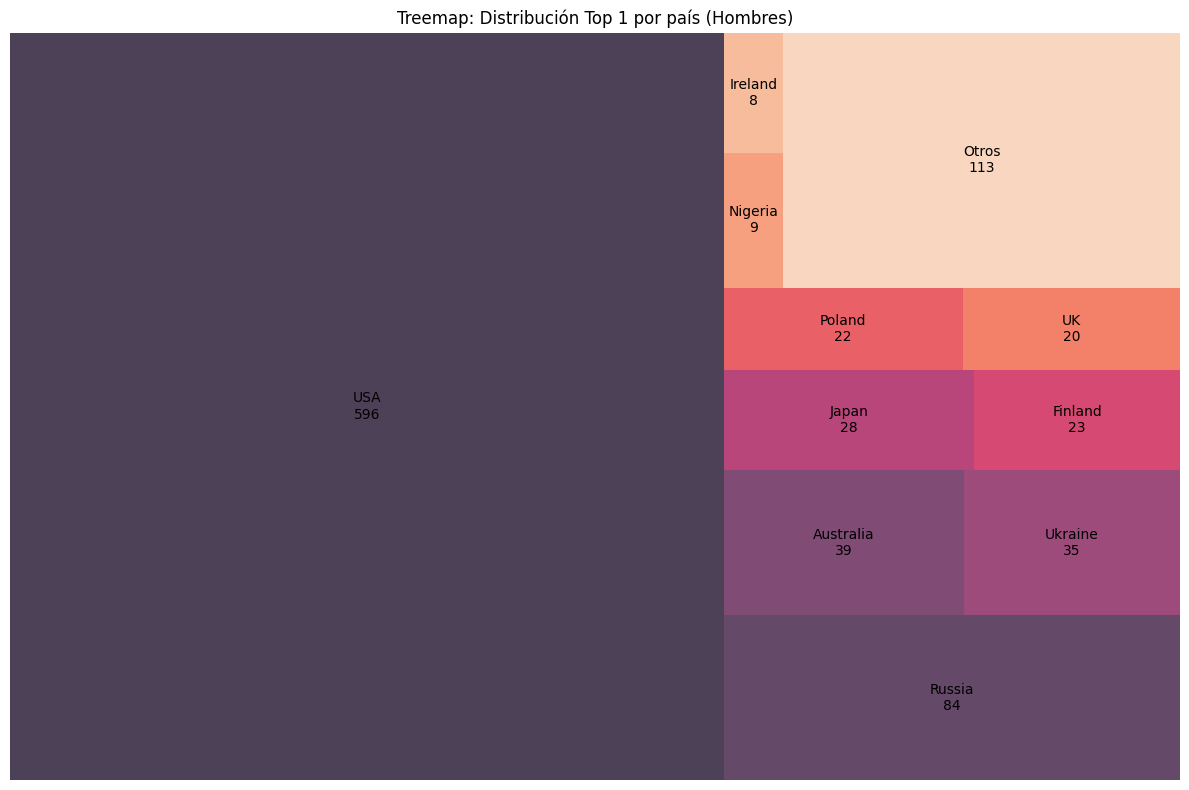 Treemap: Distribución Top 1 por país (Hombres)
Ireland
8
Otros
113
Nigeria
9
Poland
22
UK
20
USA
596
Japan
28
Finland
23
Australia
39
Ukraine
35
Russia
84